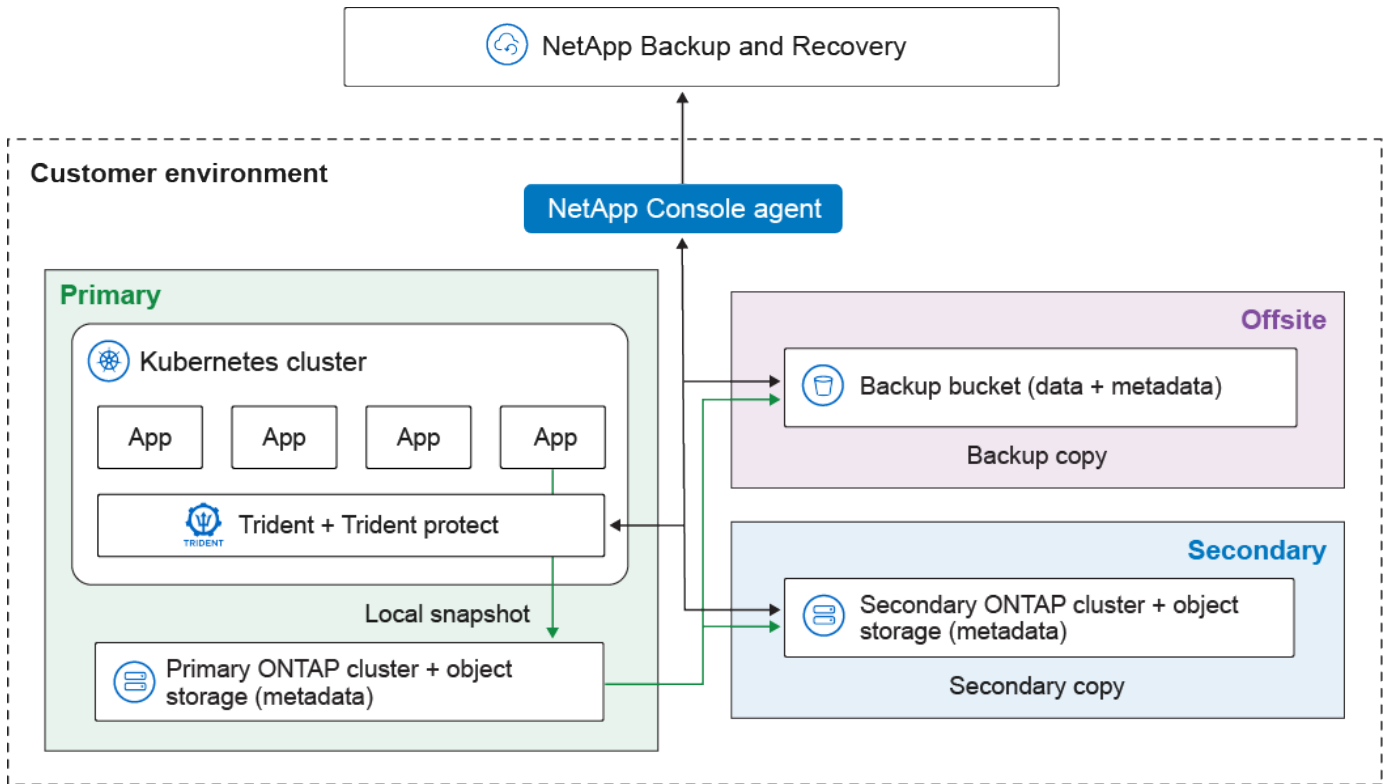 NetApp Backup and Recovery
Customer environment
NetApp Console agent
Primary
Kubernetes cluster
App
App
App
App
TRIDENT
Trident + Trident protect
Local snapshot
Primary ONTAP cluster + object
storage (metadata)
Offsite
Backup bucket (data + metadata)
Backup copy
Secondary
Secondary ONTAP cluster + object
storage (metadata)
Secondary copy